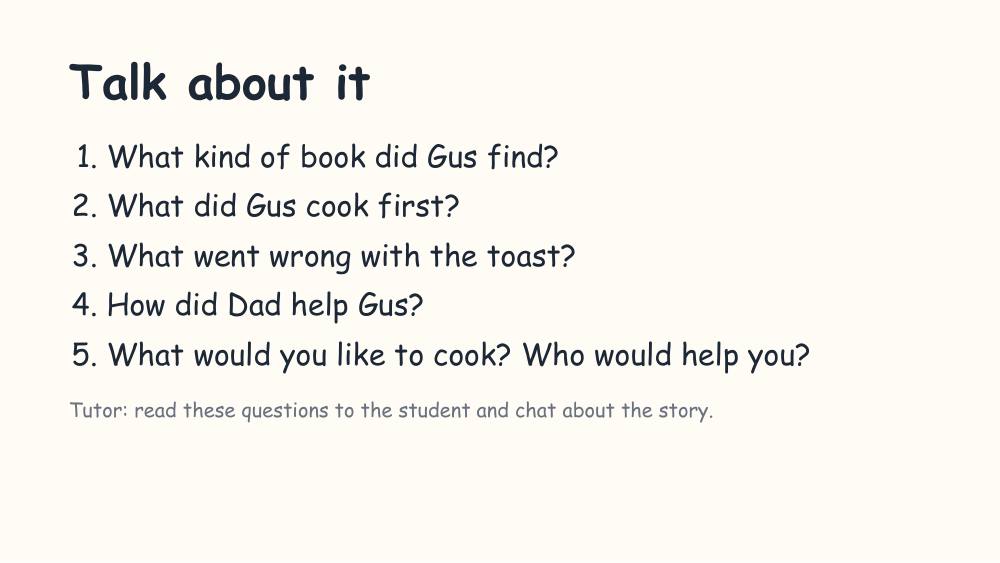 Talk about it
1. What kind of book did Gus find?
2. What did Gus cook first?
3. What went wrong with the toast?
4. How did Dad help Gus?
5. What would you like to cook? Who would help you?
Tutor: read these questions to the student and chat about the story.